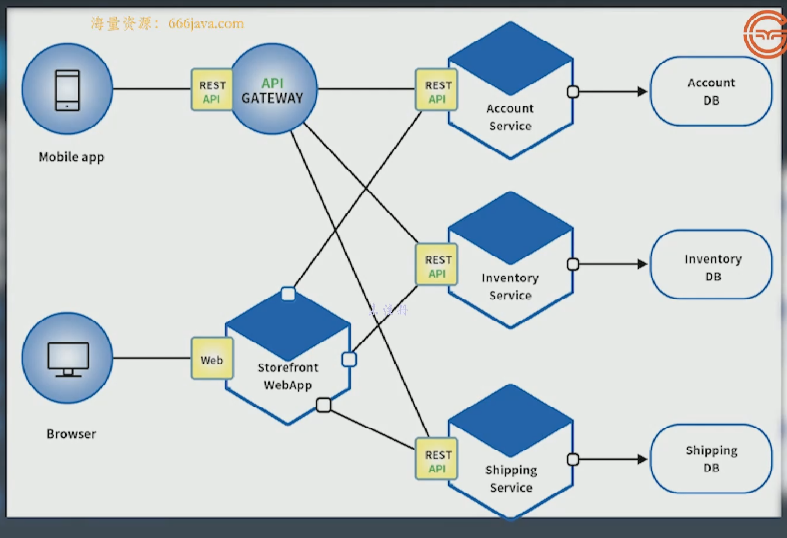 海量资源：666java.com
REST
API
API
GATEWAY
REST
API
Account
Service
Account
DB
Mobile app
REST
API
Inventory
Service
Inventory
DB
Web
Storefront
WebApp
Browser
REST
API
Shipping
Service
Shipping
DB